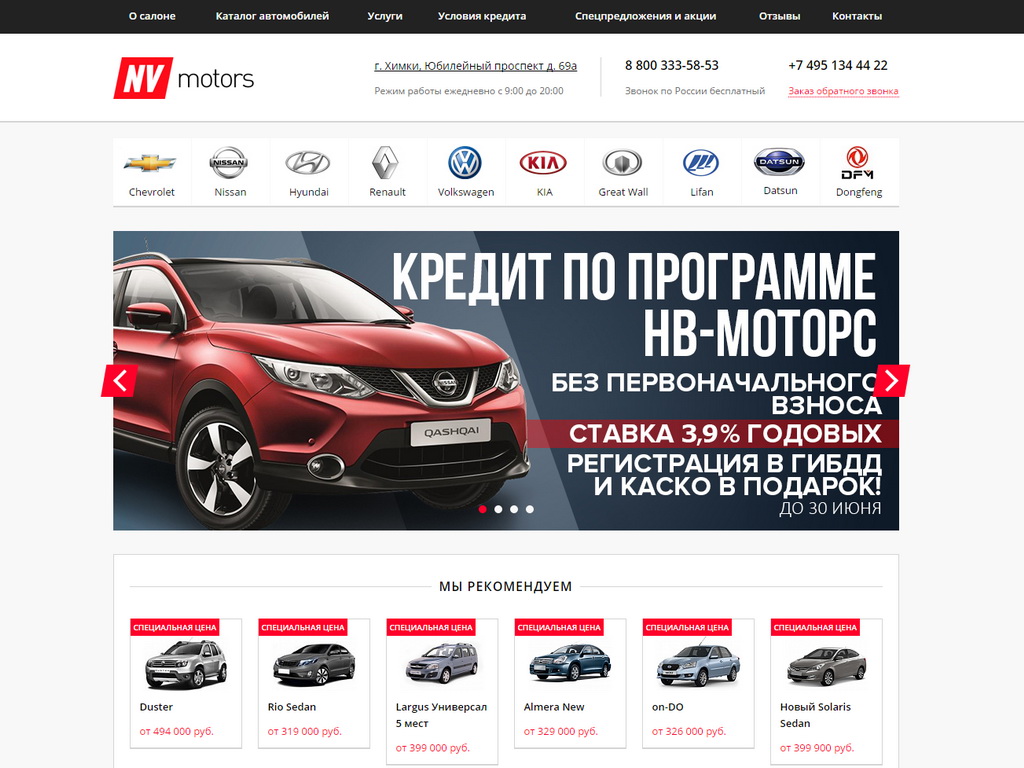 О салоне Каталог автомобилей Услуги Условия кредита Спецпредложения и акции Отзывы Контакты
NV motors
г. Химки, Юбилейный проспект д. 69а
Режим работы ежедневно с 9:00 до 20:00
8 800 333-58-53
Звонок по России бесплатный
+7 495 134 44 22
Заказ обратного звонка
NISSAN KIA DATSUN DFM
Chevrolet Nissan Hyundai Renault Volkswagen KIA Great Wall Lifan Datsun Dongfeng
КРЕДИТ ПО ПРОГРАММЕ
НВ-МОТОРС
БЕЗ ПЕРВОНАЧАЛЬНОГО
ВЗНОСА
СТАВКА 3,9% ГОДОВЫХ
РЕГИСТРАЦИЯ В ГИБДД
И КАСКО В ПОДАРОК!
ДО 30 ИЮНЯ
NISSAN
QASHQAI
МЫ РЕКОМЕНДУЕМ
СПЕЦИАЛЬНАЯ ЦЕНА
Duster
от 494 000 руб.
СПЕЦИАЛЬНАЯ ЦЕНА
Rio Sedan
от 319 000 руб.
СПЕЦИАЛЬНАЯ ЦЕНА
Largus Универсал
5 мест
от 399 000 руб.
СПЕЦИАЛЬНАЯ ЦЕНА
Almera New
от 329 000 руб.
СПЕЦИАЛЬНАЯ ЦЕНА
on-DO
от 326 000 руб.
СПЕЦИАЛЬНАЯ ЦЕНА
Новый Solaris
Sedan
от 399 900 руб.